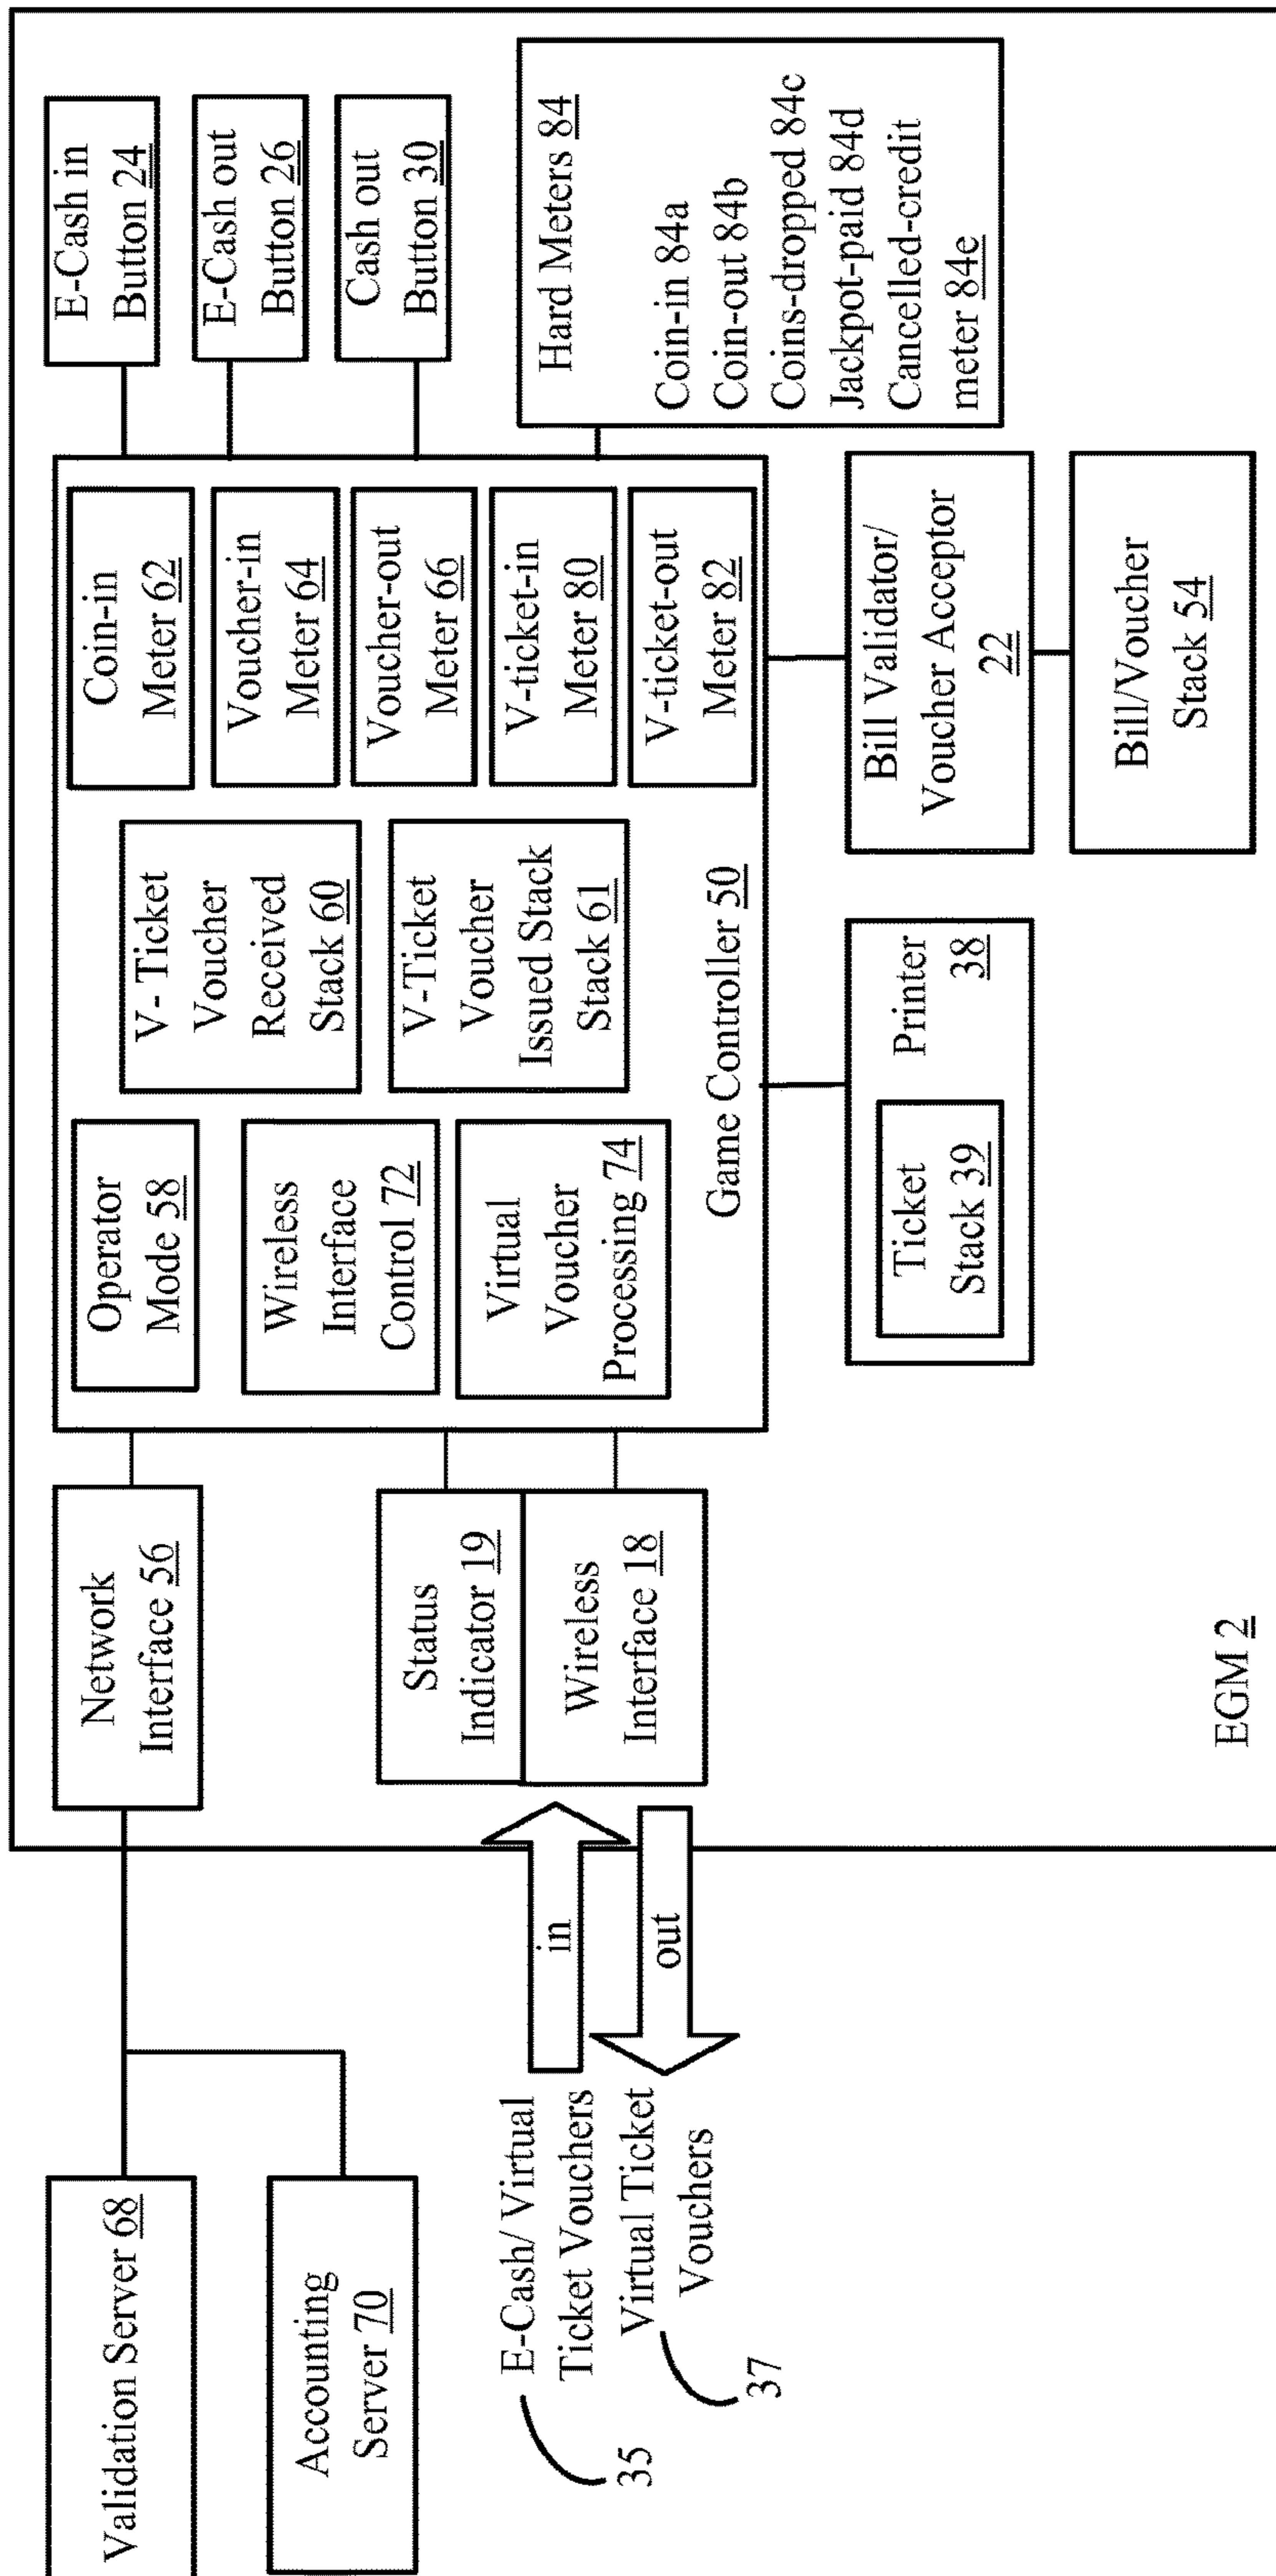 Validation Server 68
Accounting
Server 70
E-Cash/ Virtual
Ticket Vouchers
Virtual Ticket
Vouchers
35
37
in
out
Network
Interface 56
Status
Indicator 19
Wireless
Interface 18
Operator
Mode 58
Wireless
Interface
Control 72
Virtual
Voucher
Processing 74
V- Ticket
Voucher
Received
Stack 60
V-Ticket
Voucher
Issued Stack
Stack 61
Coin-in
Meter 62
Voucher-in
Meter 64
Voucher-out
Meter 66
V-ticket-in
Meter 80
V-ticket-out
Meter 82
Game Controller 50
E-Cash in
Button 24
E-Cash out
Button 26
Cash out
Button 30
Hard Meters 84
Coin-in 84a
Coin-out 84b
Coins-dropped 84c
Jackpot-paid 84d
Cancelled-credit
meter 84e
Printer
38
Ticket
Stack 39
Bill Validator/
Voucher Acceptor
22
Bill/Voucher
Stack 54
EGM 2